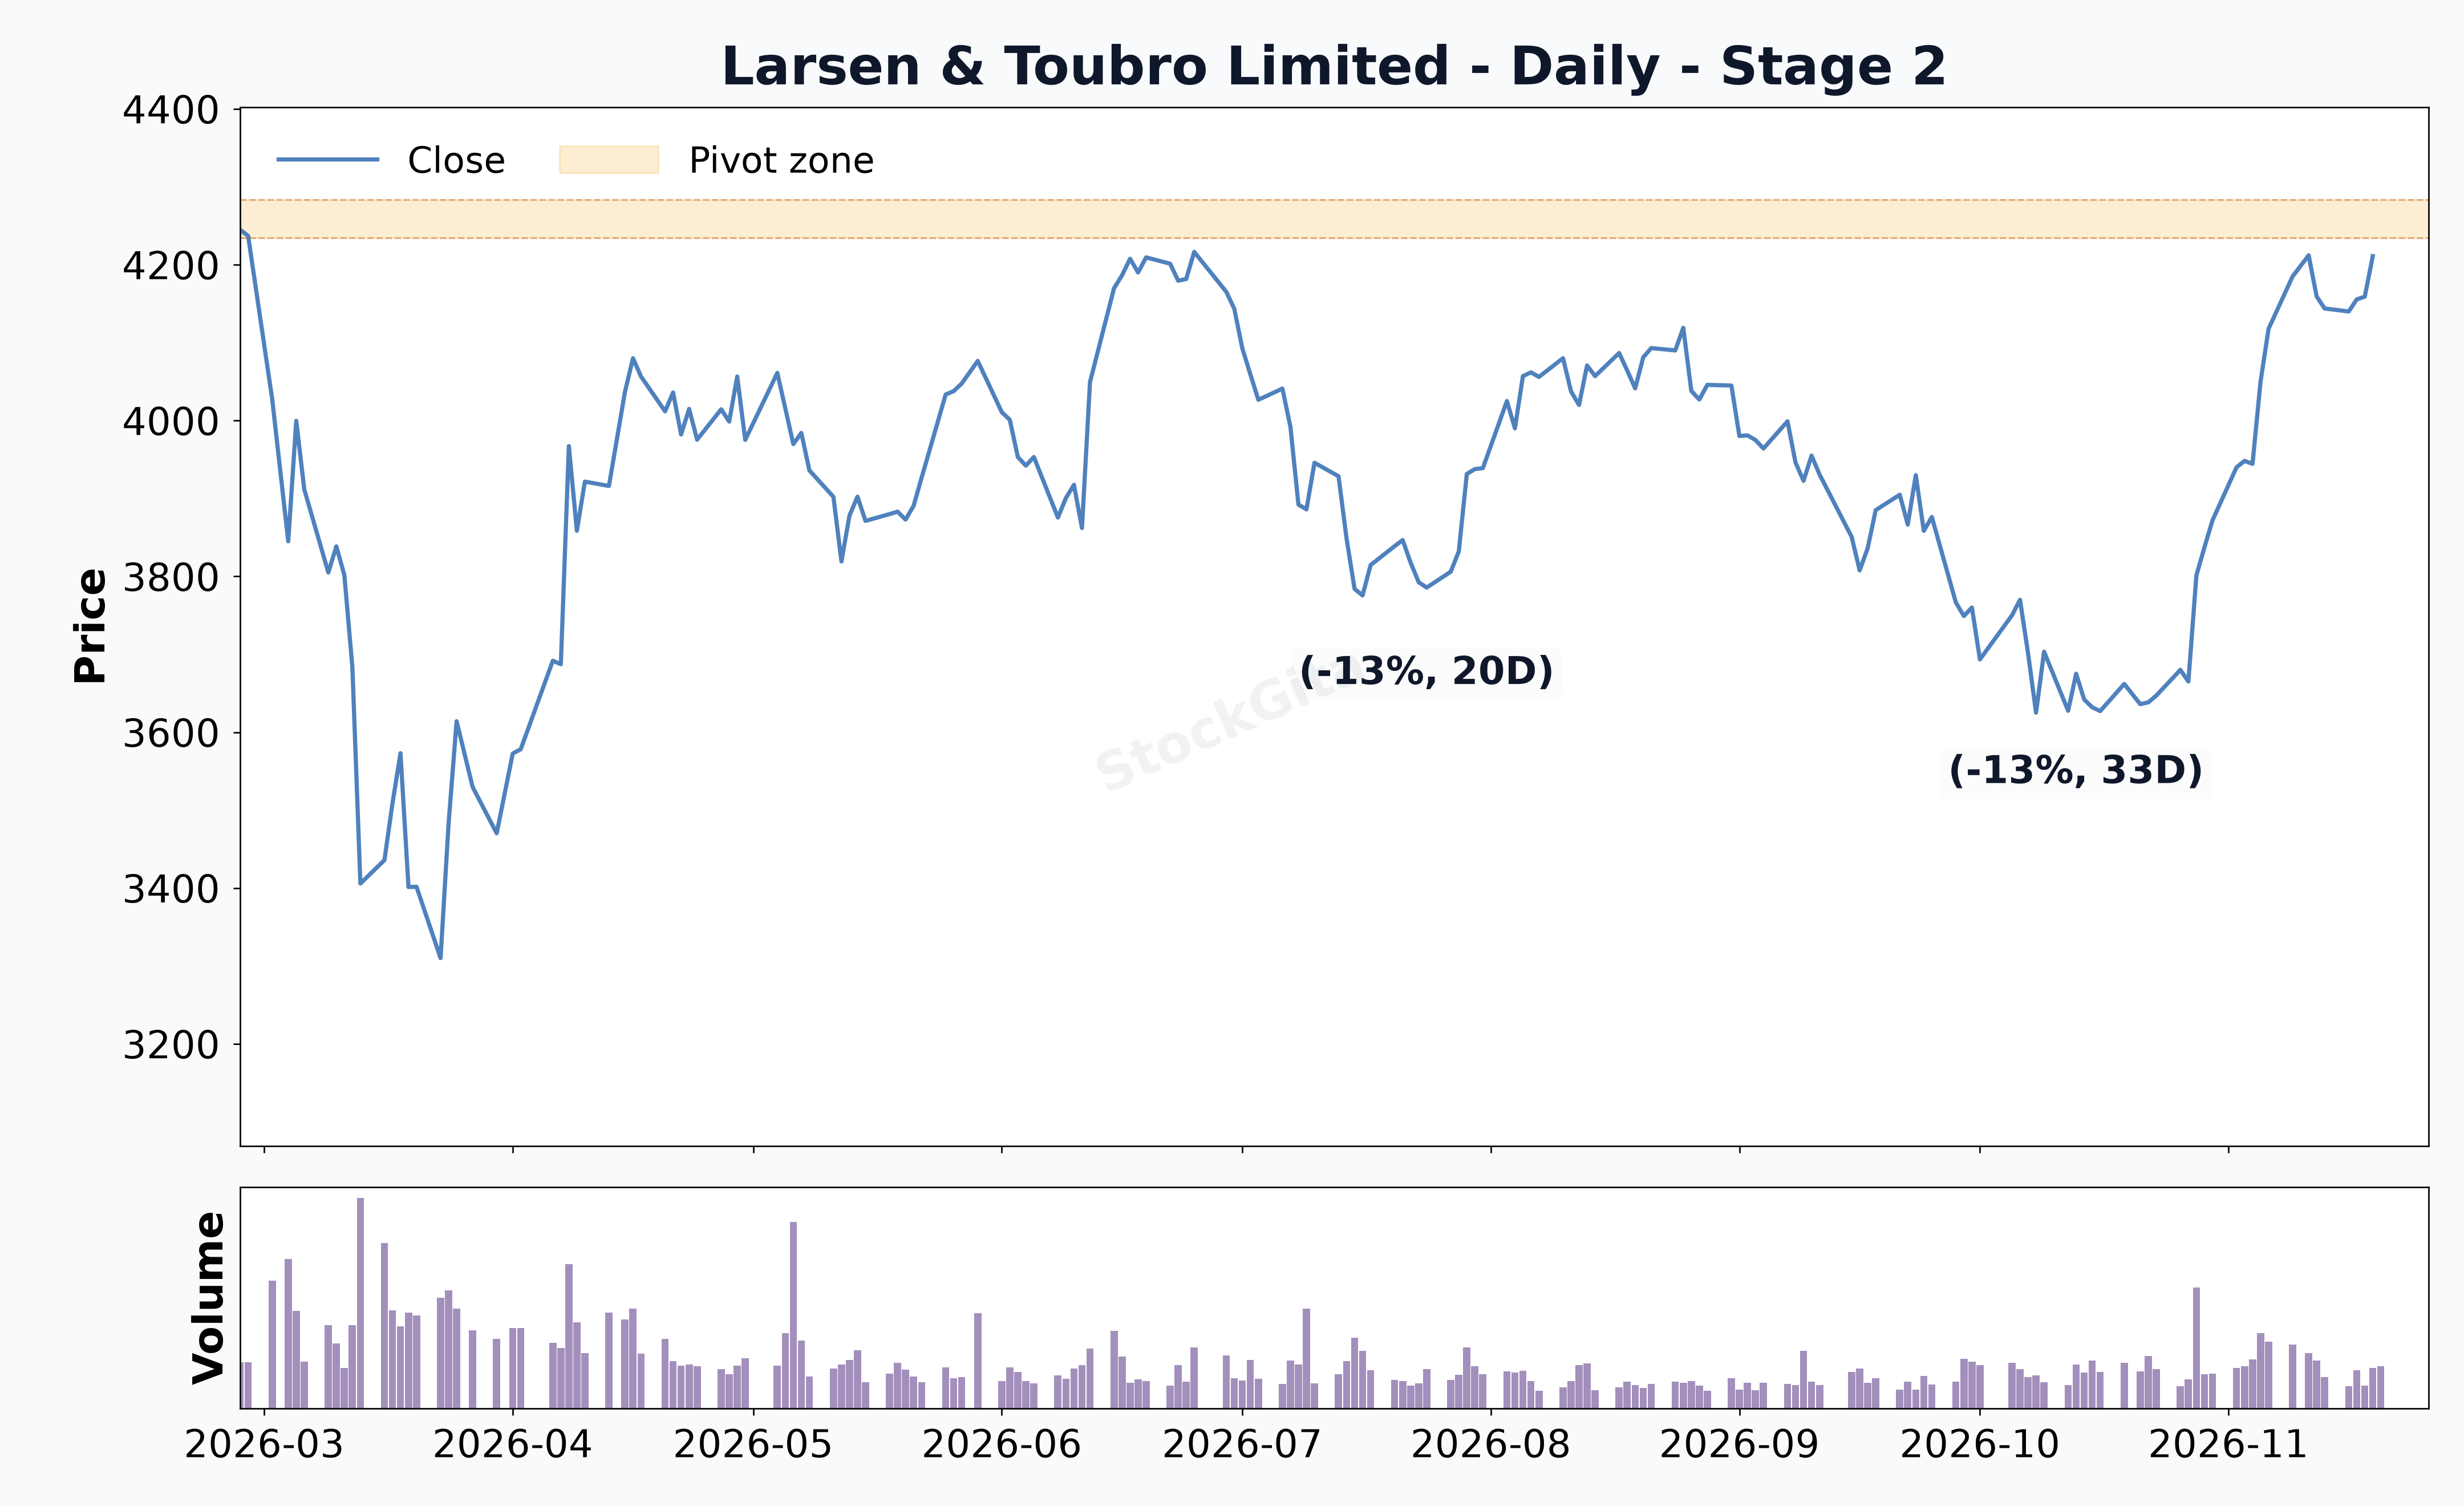 Larsen & Toubro Limited - Daily - Stage 2
4400
Close
Pivot zone
4200
4000
3800
Price
(-13%, 20D)
3600
(-13%, 33D)
3400
3200
Volume
2026-03
2026-04
2026-05
2026-06
2026-07
2026-08
2026-09
2026-10
2026-11